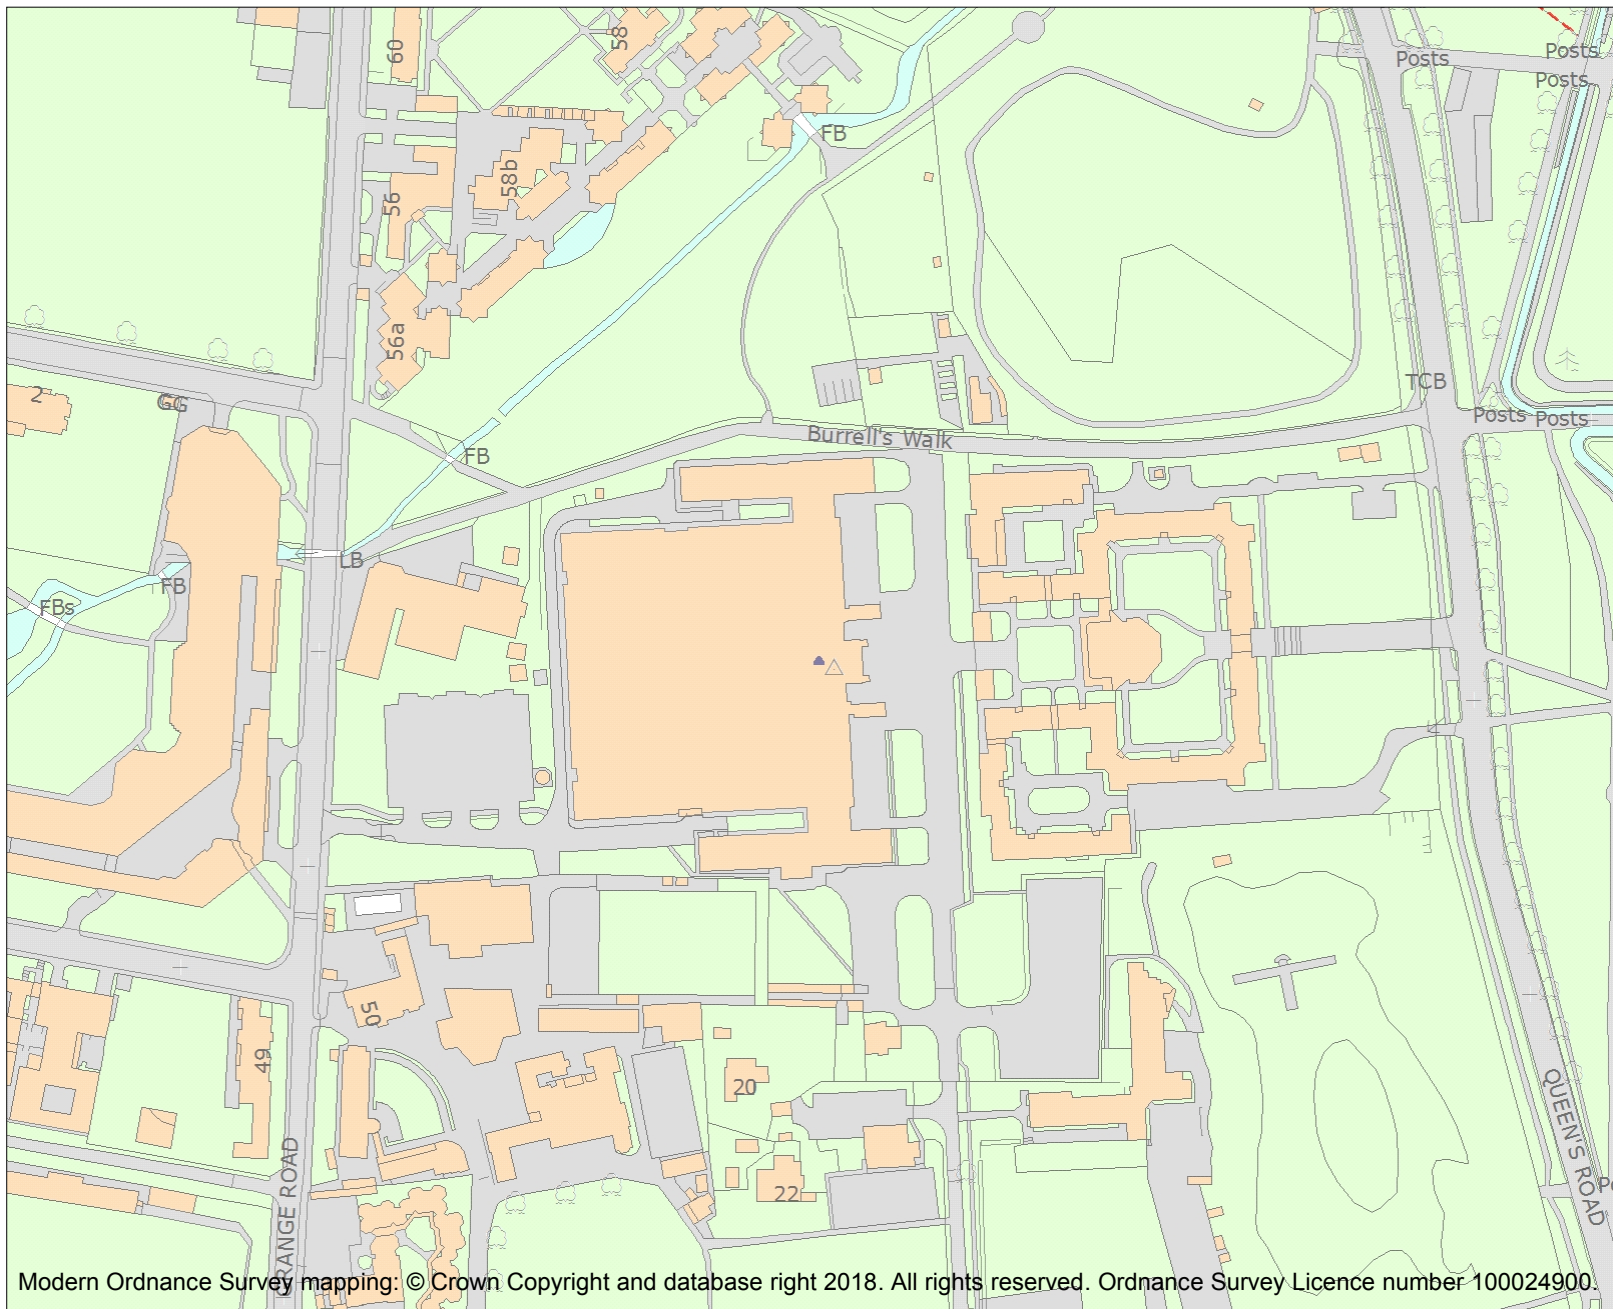 60
58
Posts
Posts
Posts
FB
58b
56
56a
TCB
2
GG
Posts
Posts
Burrell's Walk
FB
LB
FB
FBs
50
49
20
QUEEN'S ROAD
22
GRANGE ROAD
Modern Ordnance Survey mapping: © Crown Copyright and database right 2018. All rights reserved. Ordnance Survey Licence number 100024900.